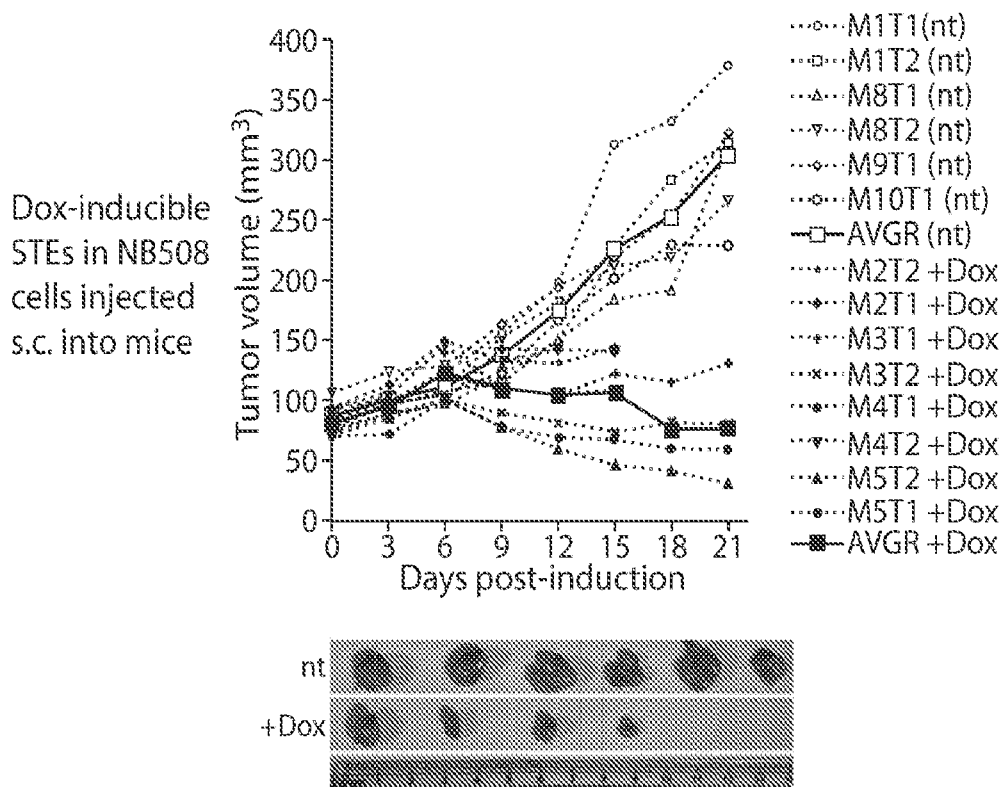 Dox-inducible
STEs in NB508
cells injected
s.c. into mice
Tumor volume (mm³)
400
350
300
250
200
150
100
50
0
0 3 6 9 12 15 18 21
Days post-induction
M1T1(nt)
M1T2 (nt)
M8T1 (nt)
M8T2 (nt)
M9T1 (nt)
M10T1 (nt)
AVGR (nt)
M2T2 +Dox
M2T1 +Dox
M3T1 +Dox
M3T2 +Dox
M4T1 +Dox
M4T2 +Dox
M5T2 +Dox
M5T1 +Dox
AVGR +Dox
nt
+Dox